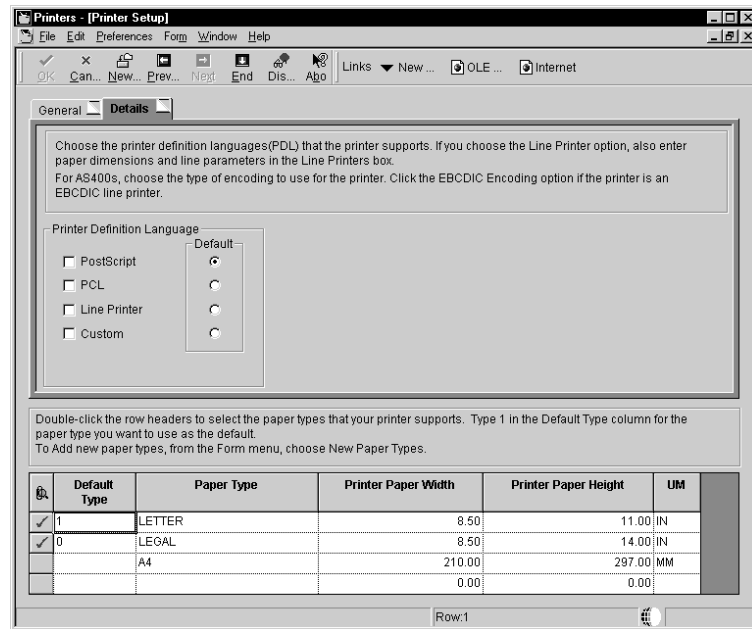 Printers - [Printer Setup]
File Edit Preferences Form Window Help
OK Can... New... Prev... Next End Dis... Abo Links New ... OLE ... Internet
General Details
Choose the printer definition languages(PDL) that the printer supports. If you choose the Line Printer option, also enter
paper dimensions and line parameters in the Line Printers box.
For AS400s, choose the type of encoding to use for the printer. Click the EBCDIC Encoding option if the printer is an
EBCDIC line printer.
Printer Definition Language
Default
PostScript
PCL
Line Printer
Custom
Double-click the row headers to select the paper types that your printer supports. Type 1 in the Default Type column for the
paper type you want to use as the default.
To Add new paper types, from the Form menu, choose New Paper Types.
Default Type Paper Type Printer Paper Width Printer Paper Height UM
1 LETTER 8.50 11.00 IN
0 LEGAL 8.50 14.00 IN
A4 210.00 297.00 MM
0.00 0.00
Row:1